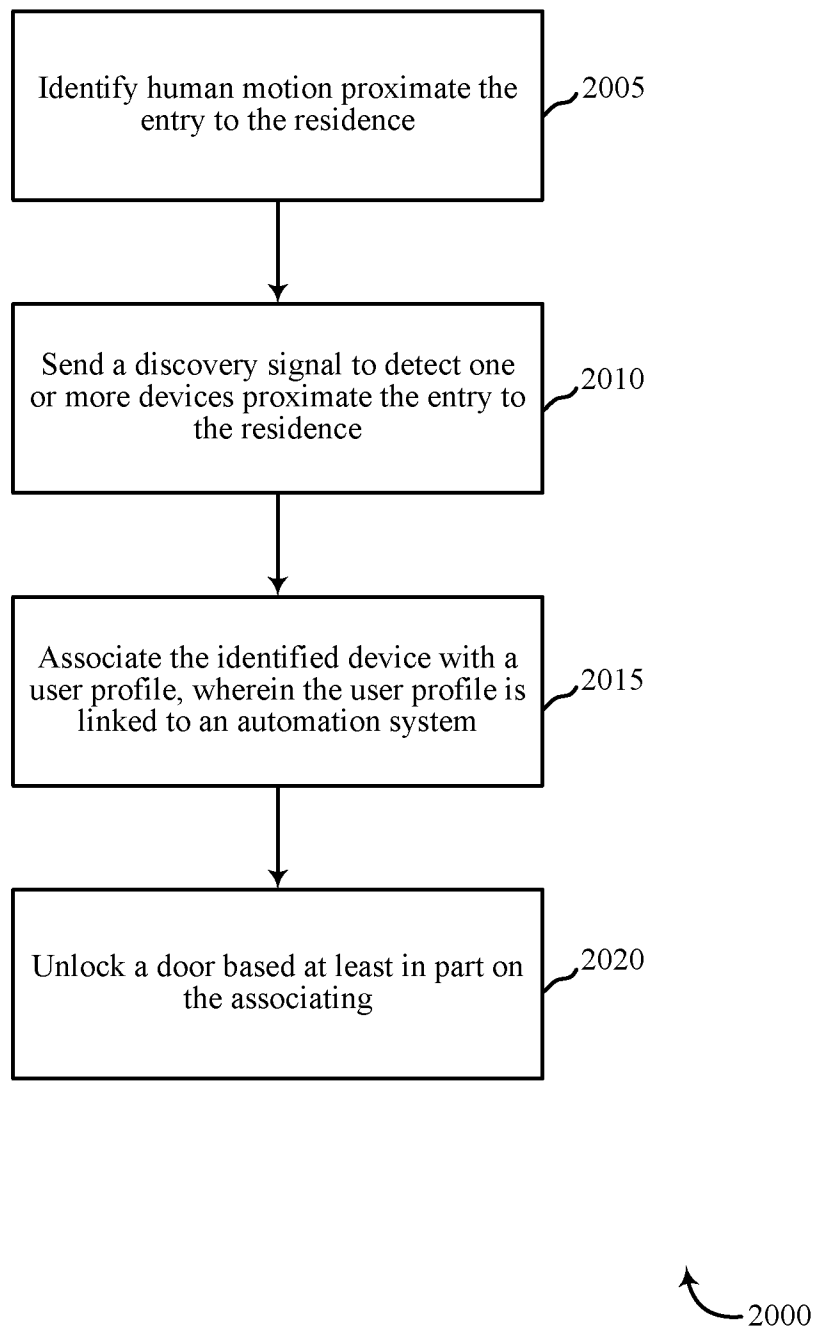 Identify human motion proximate the
entry to the residence
2005
Send a discovery signal to detect one
or more devices proximate the entry to
the residence
2010
Associate the identified device with a
user profile, wherein the user profile is
linked to an automation system
2015
Unlock a door based at least in part on
the associating
2020
2000